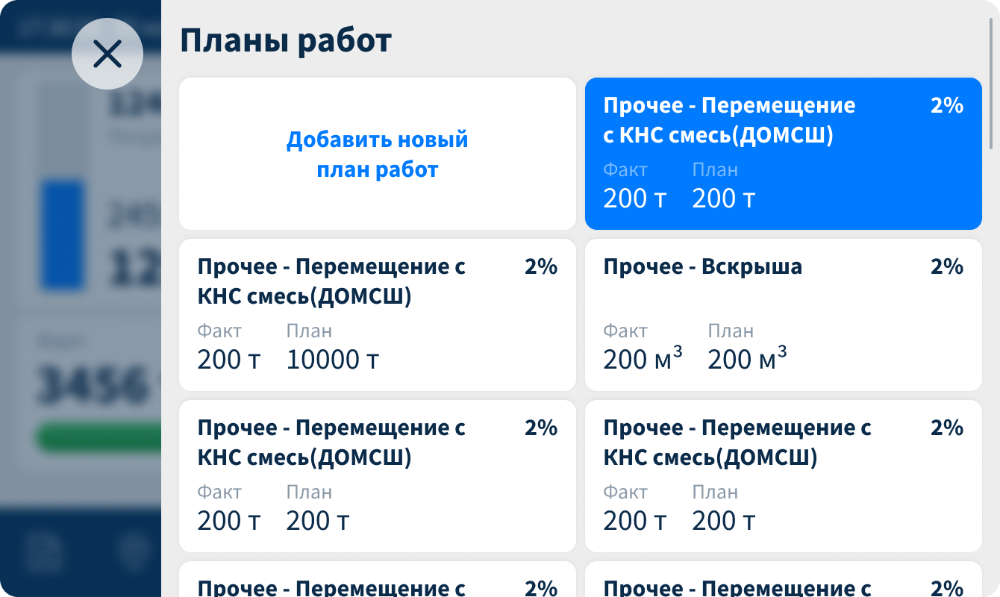 Планы работ
Добавить новый
план работ
Прочее - Перемещение
с КНС смесь(ДОМСШ)
2%
Факт План
200 т 200 т
Прочее - Перемещение с
КНС смесь(ДОМСШ)
2%
Факт План
200 т 10000 т
Прочее - Вскрыша
2%
Факт План
200 м³ 200 м³
Прочее - Перемещение с
КНС смесь(ДОМСШ)
2%
Факт План
200 т 200 т
Прочее - Перемещение с
КНС смесь(ДОМСШ)
2%
Факт План
200 т 200 т
Прочее - Перемещение с
2%
Прочее - Перемещение с
2%
3456